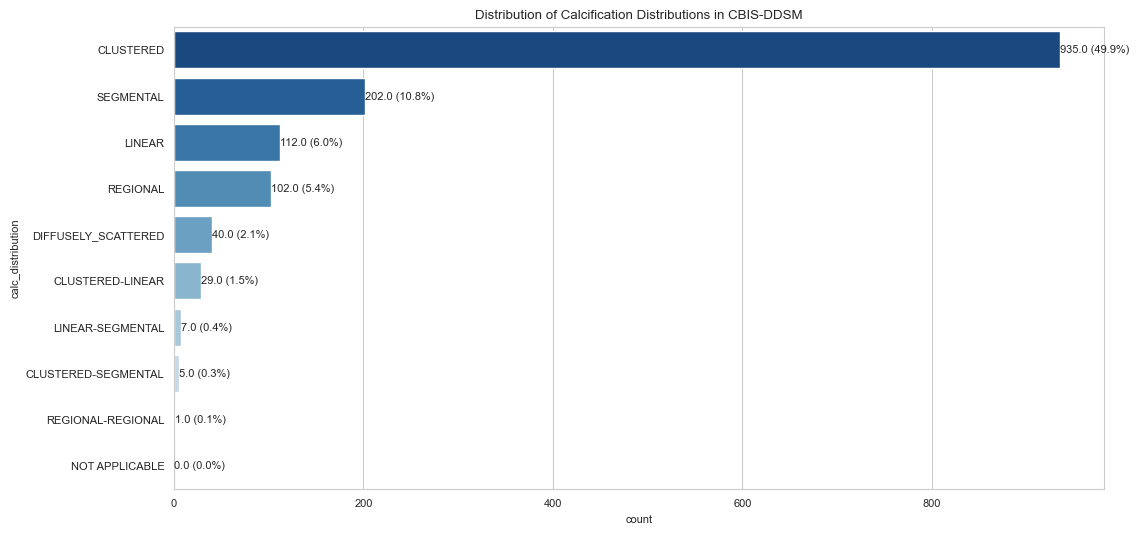 Distribution of Calcification Distributions in CBIS-DDSM
calc_distribution
CLUSTERED 935.0 (49.9%)
SEGMENTAL 202.0 (10.8%)
LINEAR 112.0 (6.0%)
REGIONAL 102.0 (5.4%)
DIFFUSELY_SCATTERED 40.0 (2.1%)
CLUSTERED-LINEAR 29.0 (1.5%)
LINEAR-SEGMENTAL 7.0 (0.4%)
CLUSTERED-SEGMENTAL 5.0 (0.3%)
REGIONAL-REGIONAL 1.0 (0.1%)
NOT APPLICABLE 0.0 (0.0%)
0 200 400 600 800
count